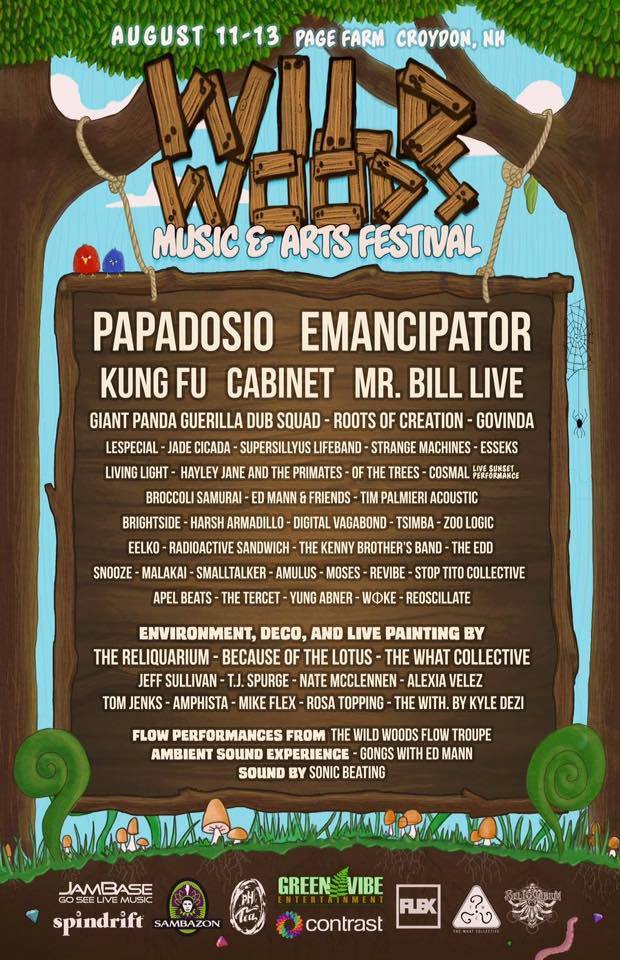 AUGUST 11-13 PAGE FARM CROYDON, NH
WILD
WOODS
MUSIC & ARTS FESTIVAL
PAPADOSIO EMANCIPATOR
KUNG FU CABINET MR. BILL LIVE
GIANT PANDA GUERILLA DUB SQUAD - ROOTS OF CREATION - GOVINDA
LESPECIAL - JADE CICADA - SUPERSILLYUS LIFEBAND - STRANGE MACHINES - ESSEKS
LIVING LIGHT - HAYLEY JANE AND THE PRIMATES - OF THE TREES - COSMAL LIVE SUNSET PERFORMANCE
BROCCOLI SAMURAI - ED MANN & FRIENDS - TIM PALMIERI ACOUSTIC
BRIGHTSIDE - HARSH ARMADILLO - DIGITAL VAGABOND - TSIMBA - ZOO LOGIC
EELKO - RADIOACTIVE SANDWICH - THE KENNY BROTHER'S BAND - THE EDD
SNOOZE - MALAKAI - SMALLTALKER - AMULUS - MOSES - REVIBE - STOP TITO COLLECTIVE
APEL BEATS - THE TERCET - YUNG ABNER - WΦKE - REOSCILLATE
ENVIRONMENT, DECO, AND LIVE PAINTING BY
THE RELIQUARIUM - BECAUSE OF THE LOTUS - THE WHAT COLLECTIVE
JEFF SULLIVAN - T.J. SPURGE - NATE MCCLENNEN - ALEXIA VELEZ
TOM JENKS - AMPHISTA - MIKE FLEX - ROSA TOPPING - THE WITH. BY KYLE DEZI
FLOW PERFORMANCES FROM THE WILD WOODS FLOW TROUPE
AMBIENT SOUND EXPERIENCE - GONGS WITH ED MANN
SOUND BY SONIC BEATING
JAMBASE
GO SEE LIVE MUSIC
spindrift
SAMBAZON
pH Tea
GREEN VIBE
ENTERTAINMENT
contrast
FLEX
THE WHAT COLLECTIVE